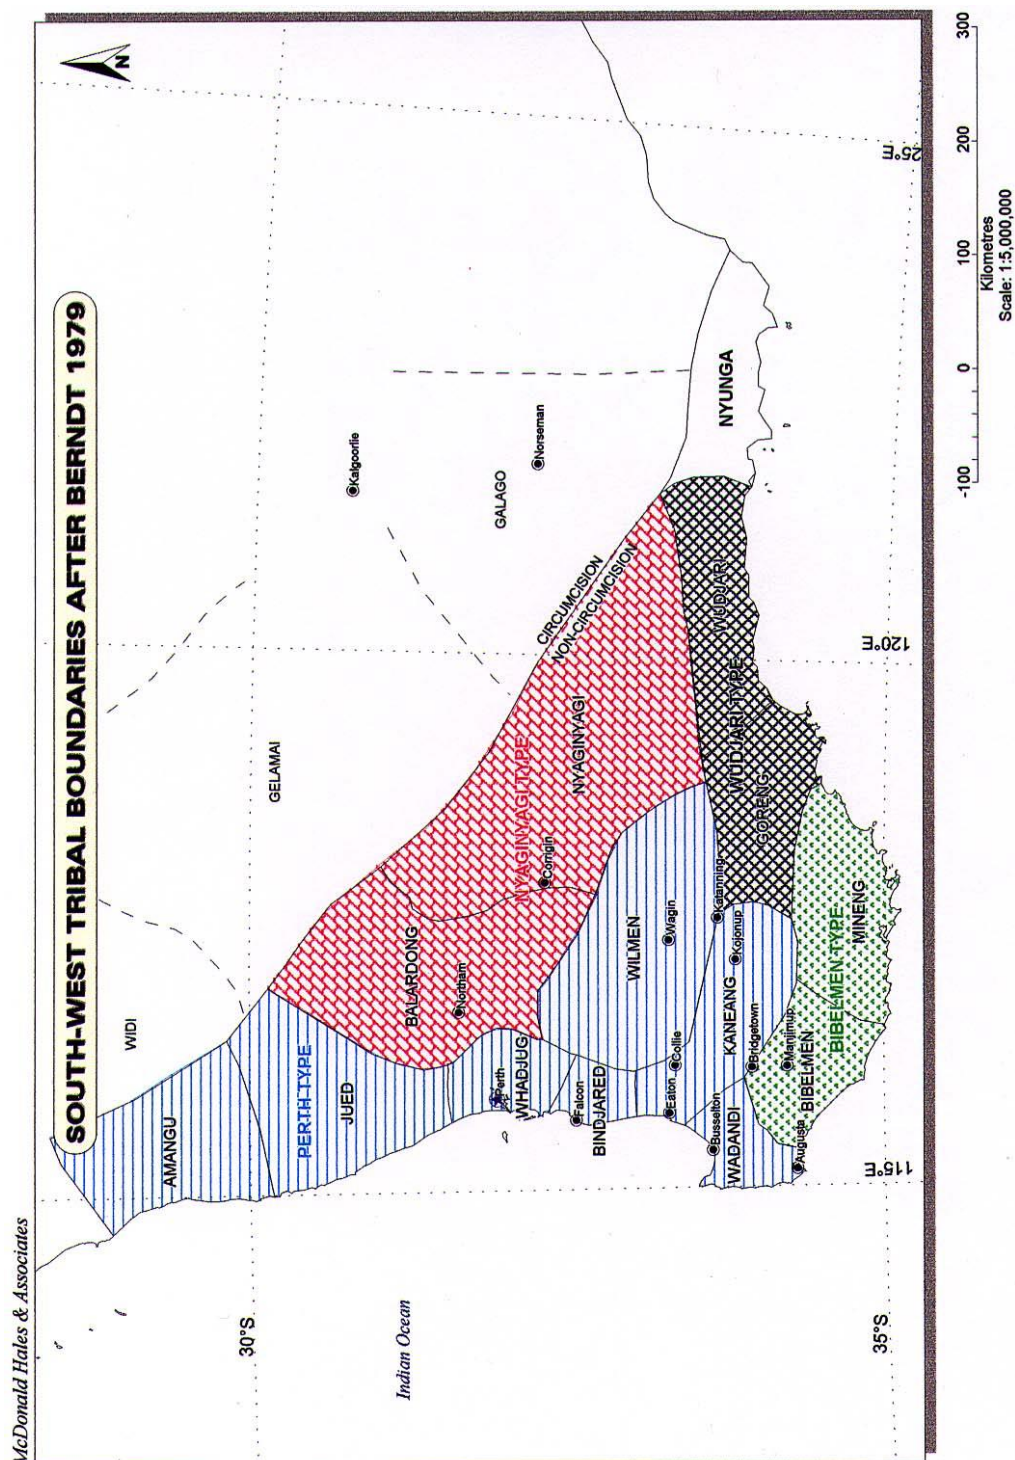 McDonald Hales & Associates
SOUTH-WEST TRIBAL BOUNDARIES AFTER BERNDT 1979
N
WIDI
AMANGU
GELAMAI
30°S
PERTH TYPE
JUED
Kalgoorlie
Indian Ocean
BALARDONG
Northam
GALAGO
Norseman
Perth
WHADJUG
NYAGINYAGI TYPE
Corrigin
NYAGINYAGI
CIRCUMCISION
NON-CIRCUMCISION
Falcon
BINDJARED
WILMEN
Wagin
Eaton
Collie
Busselton
WADANDI
KANEANG
Kojonup
Katanning
Bridgetown
WUDJARI TYPE
WUDJARI
GORENG
NYUNGA
Manjimup
Augusta
BIBELMEN
BIBELMEN TYPE
MINENG
35°S
115°E
120°E
25°E
-100 0 100 200 300
Kilometres
Scale: 1:5,000,000